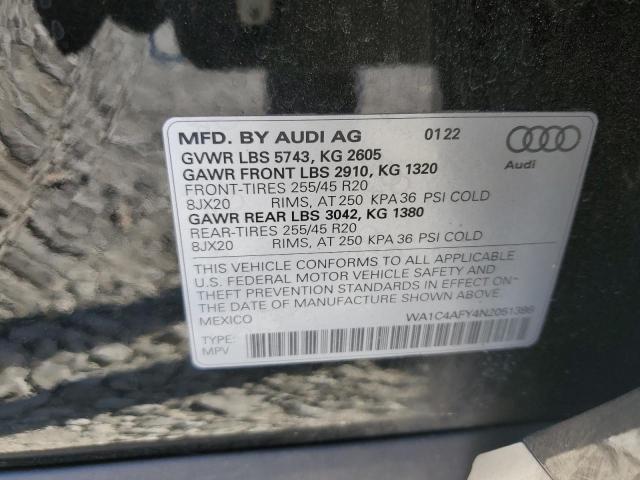 MFD. BY AUDI AG 0122
GVWR LBS 5743, KG 2605
GAWR FRONT LBS 2910, KG 1320
FRONT-TIRES 255/45 R20
8JX20 RIMS, AT 250 KPA 36 PSI COLD
GAWR REAR LBS 3042, KG 1380
REAR-TIRES 255/45 R20
8JX20 RIMS, AT 250 KPA 36 PSI COLD
Audi
THIS VEHICLE CONFORMS TO ALL APPLICABLE
U.S. FEDERAL MOTOR VEHICLE SAFETY AND
THEFT PREVENTION STANDARDS IN EFFECT ON
THE DATE OF MANUFACTURE SHOWN ABOVE.
MEXICO WA1C4AFY4N2051386
TYPE:
MPV